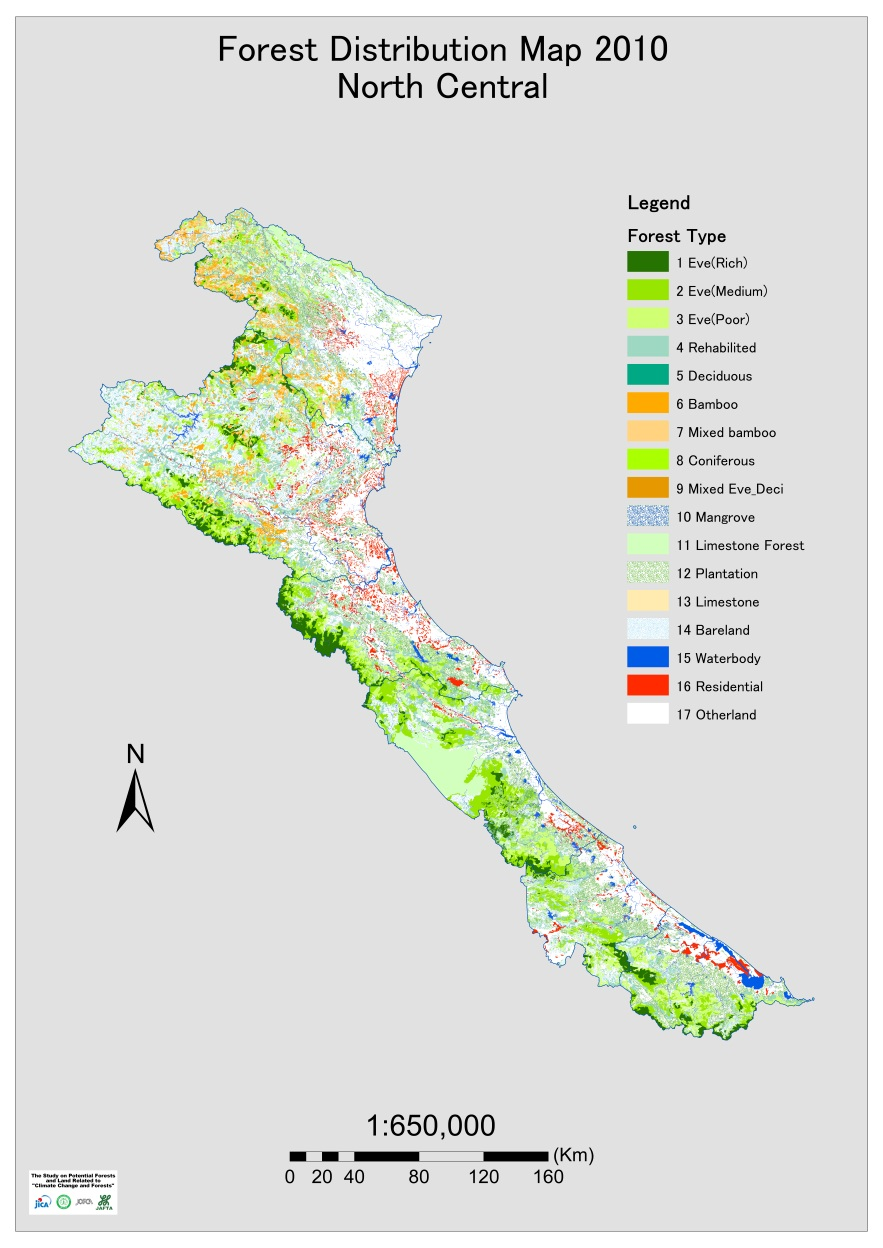 Forest Distribution Map 2010
North Central
Legend
Forest Type
1 Eve(Rich)
2 Eve(Medium)
3 Eve(Poor)
4 Rehabilited
5 Deciduous
6 Bamboo
7 Mixed bamboo
8 Coniferous
9 Mixed Eve_Deci
10 Mangrove
11 Limestone Forest
12 Plantation
13 Limestone
14 Bareland
15 Waterbody
16 Residential
17 Otherland
N
1:650,000
(Km)
0 20 40 80 120 160
The Study on Potential Forests
and Land Related to
"Climate Change and Forests"
JICA JOFCA JAFTA